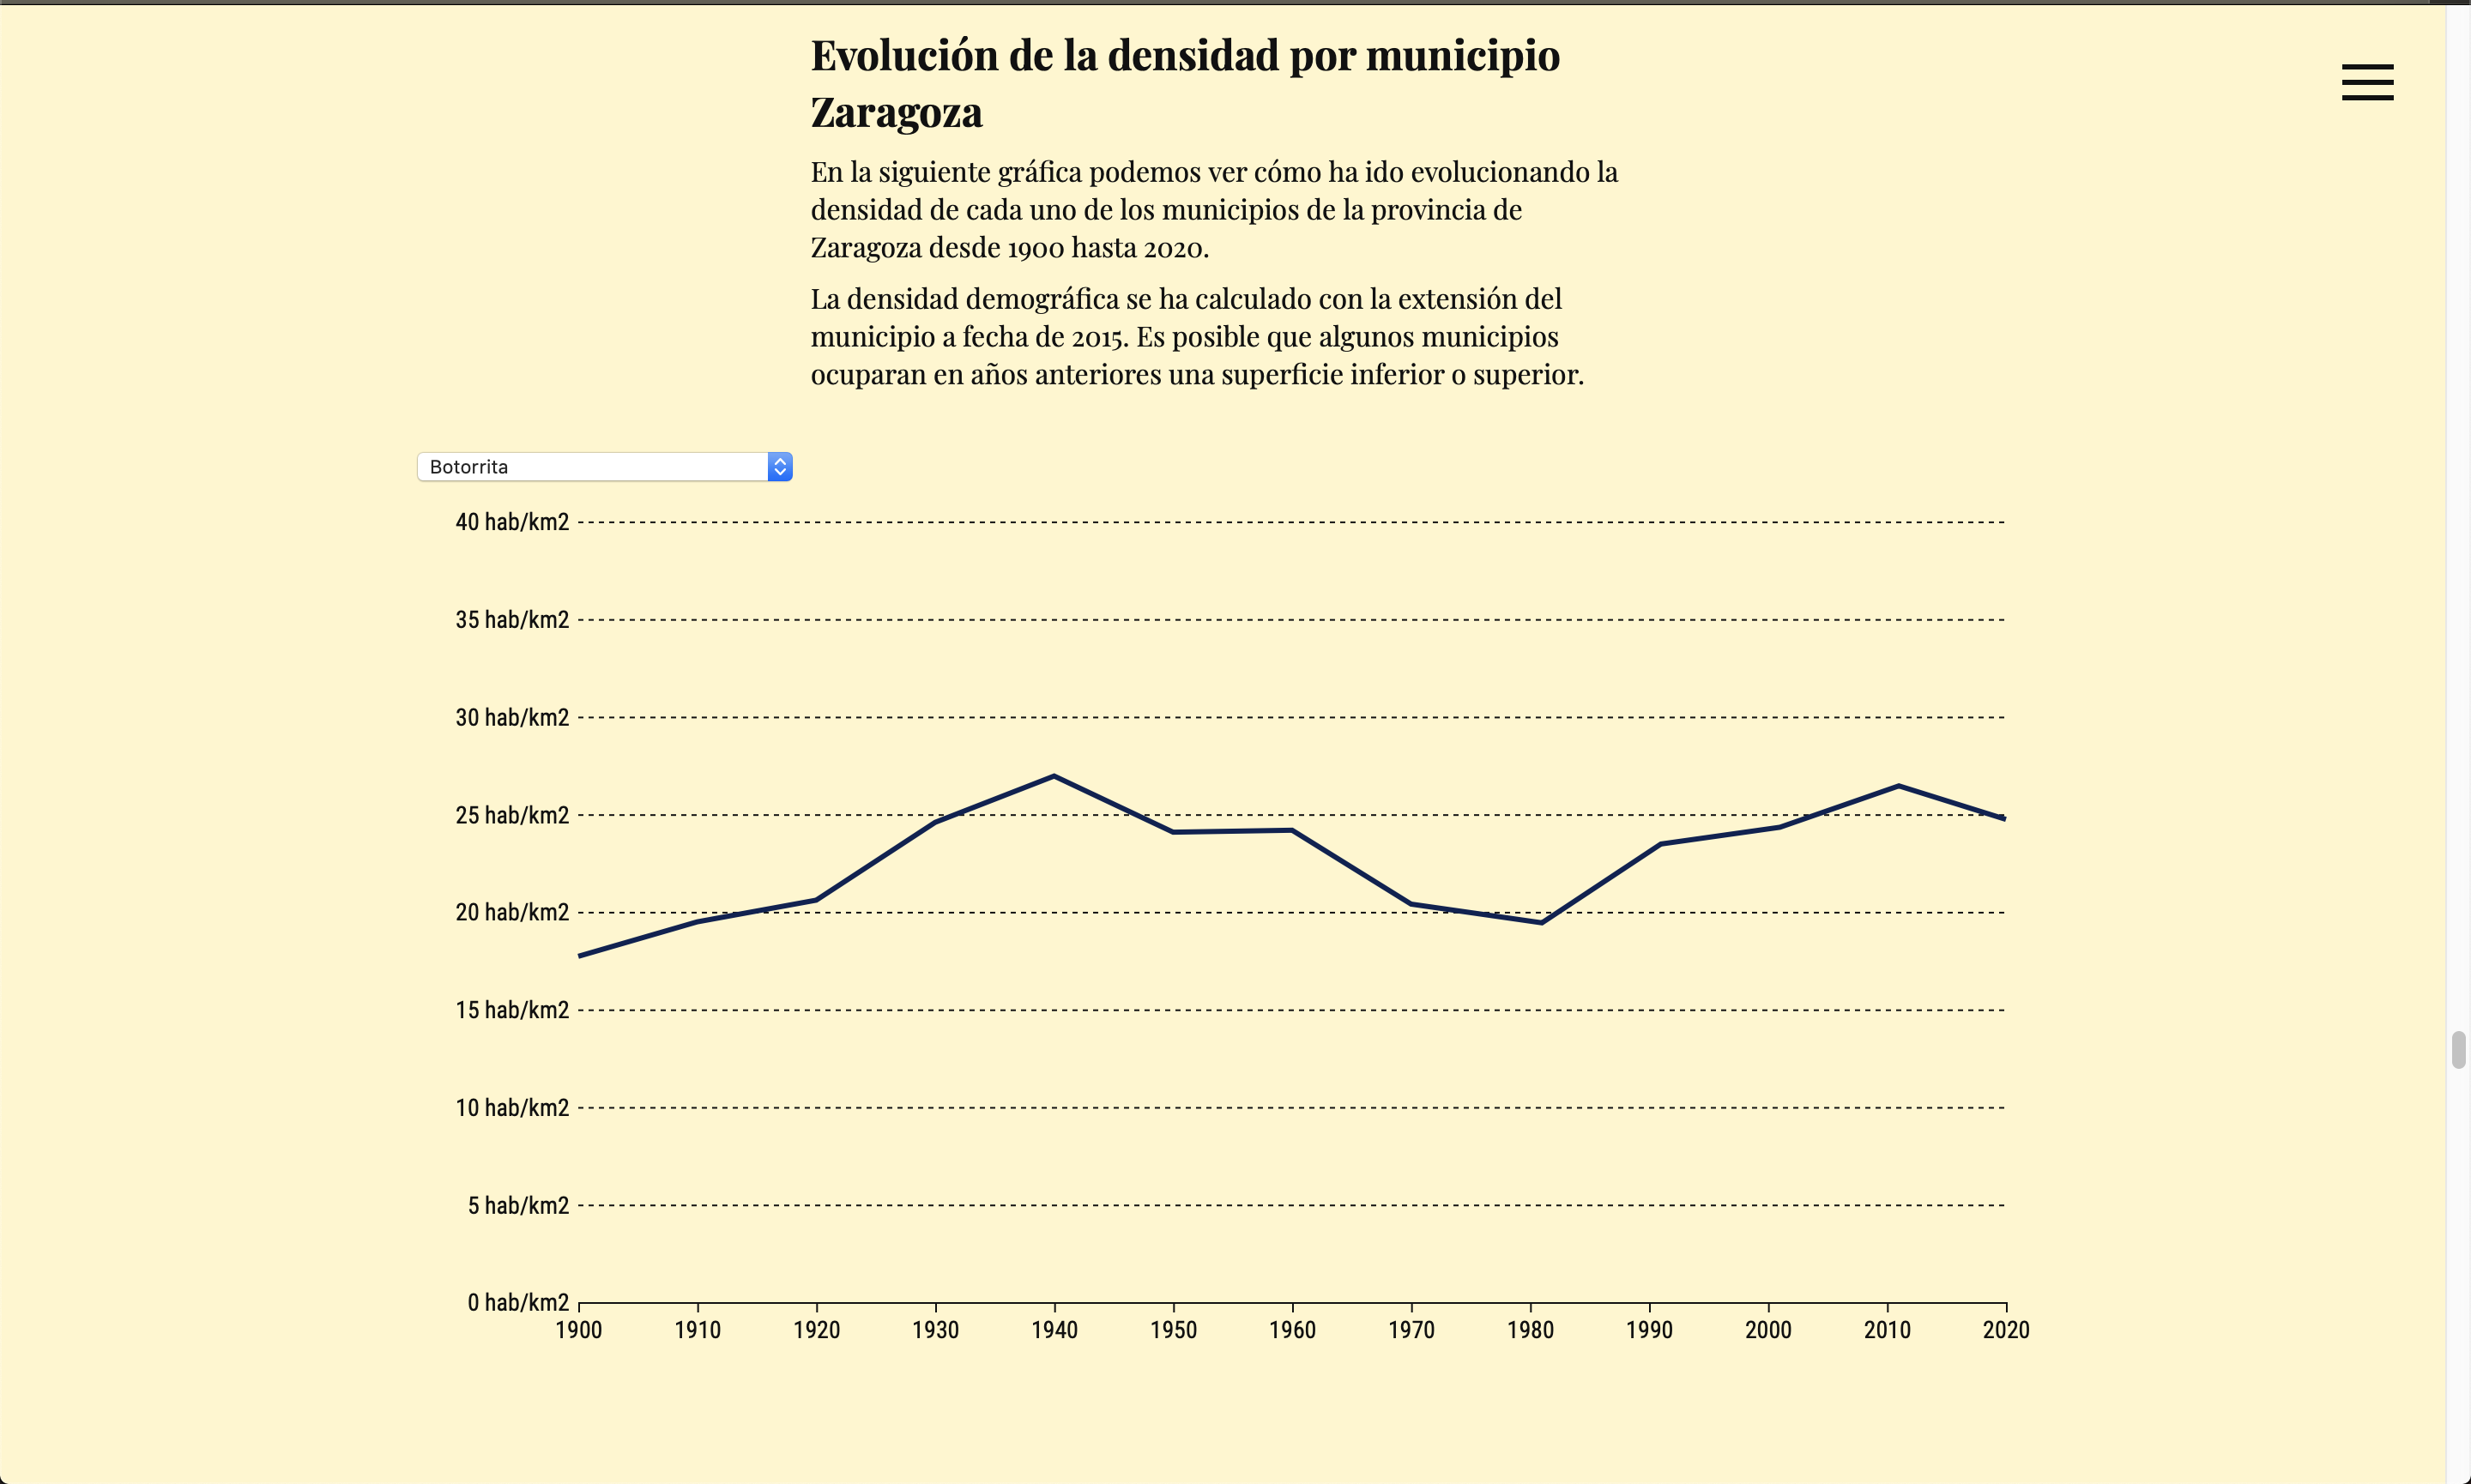 Evolución de la densidad por municipio
Zaragoza
En la siguiente gráfica podemos ver cómo ha ido evolucionando la
densidad de cada uno de los municipios de la provincia de
Zaragoza desde 1900 hasta 2020.
La densidad demográfica se ha calculado con la extensión del
municipio a fecha de 2015. Es posible que algunos municipios
ocuparan en años anteriores una superficie inferior o superior.
Botorrita
40 hab/km2
35 hab/km2
30 hab/km2
25 hab/km2
20 hab/km2
15 hab/km2
10 hab/km2
5 hab/km2
0 hab/km2
1900 1910 1920 1930 1940 1950 1960 1970 1980 1990 2000 2010 2020